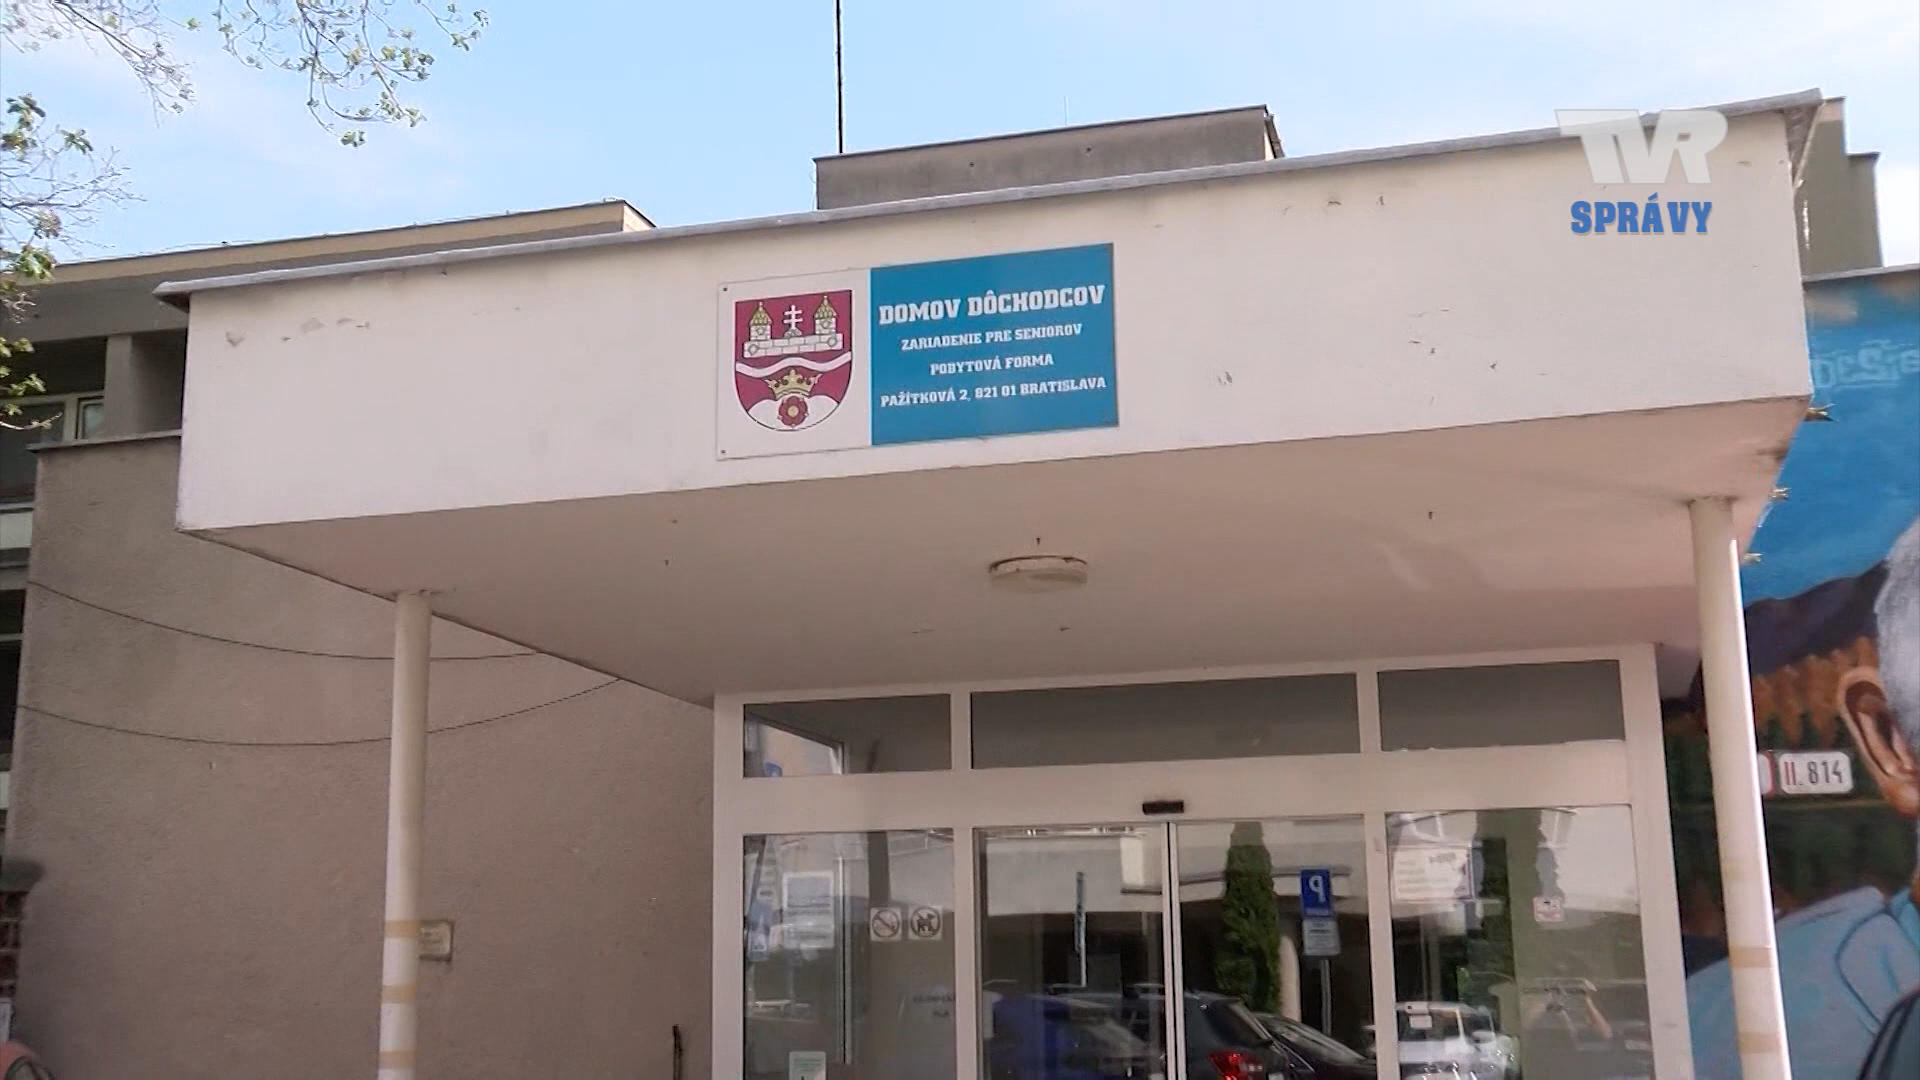 TVR
SPRÁVY
DOMOV DÔCHODCOV
ZARIADENIE PRE SENIOROV
POBYTOVÁ FORMA
PAŽÍTKOVÁ 2, 821 01 BRATISLAVA
II. 814
P